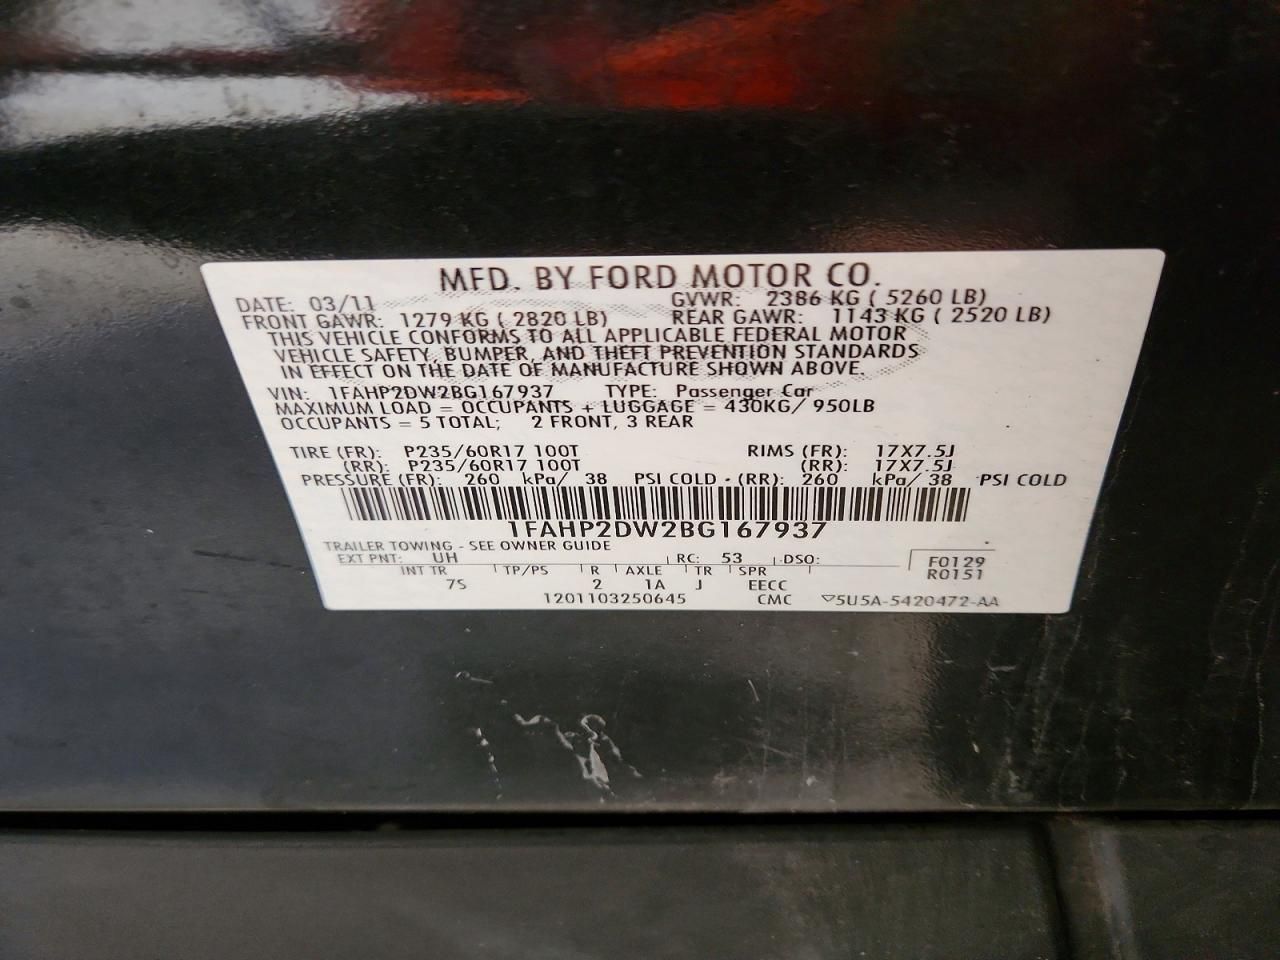 MFD. BY FORD MOTOR CO.
DATE: 03/11 GVWR: 2386 KG ( 5260 LB)
FRONT GAWR: 1279 KG ( 2820 LB) REAR GAWR: 1143 KG ( 2520 LB)
THIS VEHICLE CONFORMS TO ALL APPLICABLE FEDERAL MOTOR
VEHICLE SAFETY, BUMPER, AND THEFT PREVENTION STANDARDS
IN EFFECT ON THE DATE OF MANUFACTURE SHOWN ABOVE.
VIN: 1FAHP2DW2BG167937 TYPE: Passenger Car
MAXIMUM LOAD = OCCUPANTS + LUGGAGE = 430KG/ 950LB
OCCUPANTS = 5 TOTAL; 2 FRONT, 3 REAR
TIRE (FR): P235/60R17 100T RIMS (FR): 17X7.5J
(RR): P235/60R17 100T (RR): 17X7.5J
PRESSURE (FR): 260 kPa/ 38 PSI COLD - (RR): 260 kPa/ 38 PSI COLD
1FAHP2DW2BG167937
TRAILER TOWING - SEE OWNER GUIDE
EXT PNT: UH RC: 53 DSO: F0129
INT TR TP/PS R AXLE TR SPR R0151
7S 2 1A J EECC
1201103250645 CMC ▽5U5A-5420472-AA